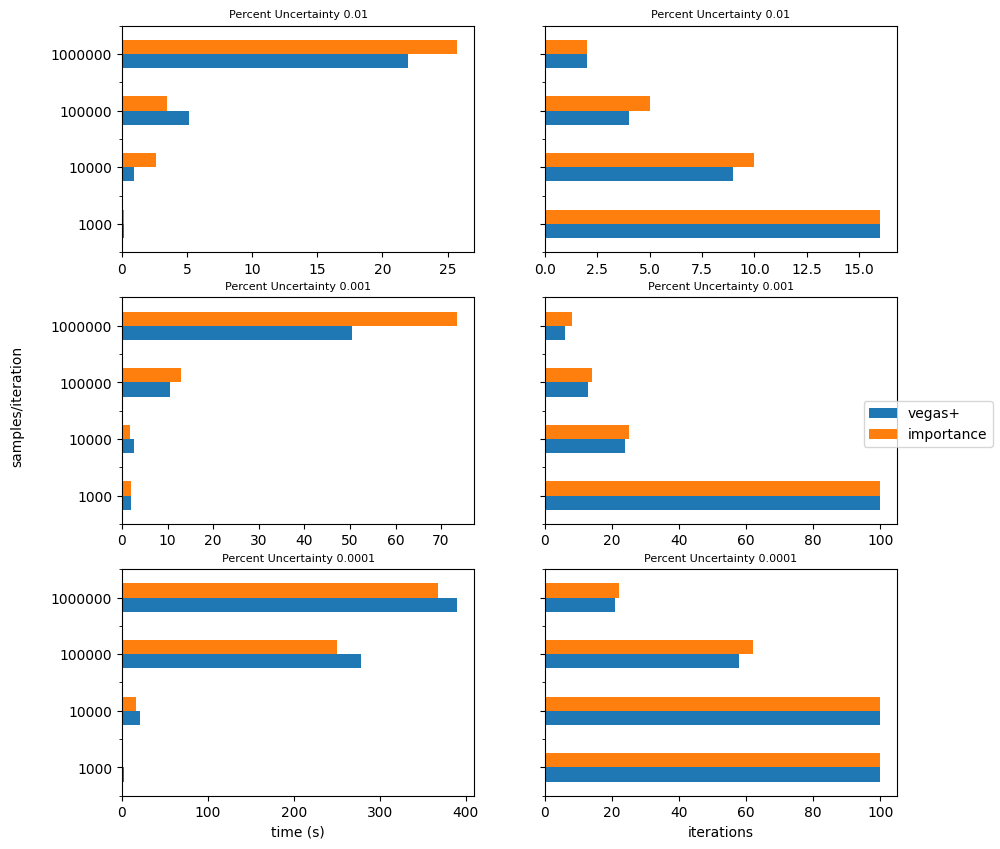 Percent Uncertainty 0.01
Percent Uncertainty 0.01
1000000
100000
10000
1000
0 5 10 15 20 25
0.0 2.5 5.0 7.5 10.0 12.5 15.0
Percent Uncertainty 0.001
Percent Uncertainty 0.001
1000000
100000
10000
1000
samples/iteration
vegas+
importance
0 10 20 30 40 50 60 70
0 20 40 60 80 100
Percent Uncertainty 0.0001
Percent Uncertainty 0.0001
1000000
100000
10000
1000
0 100 200 300 400
0 20 40 60 80 100
time (s)
iterations